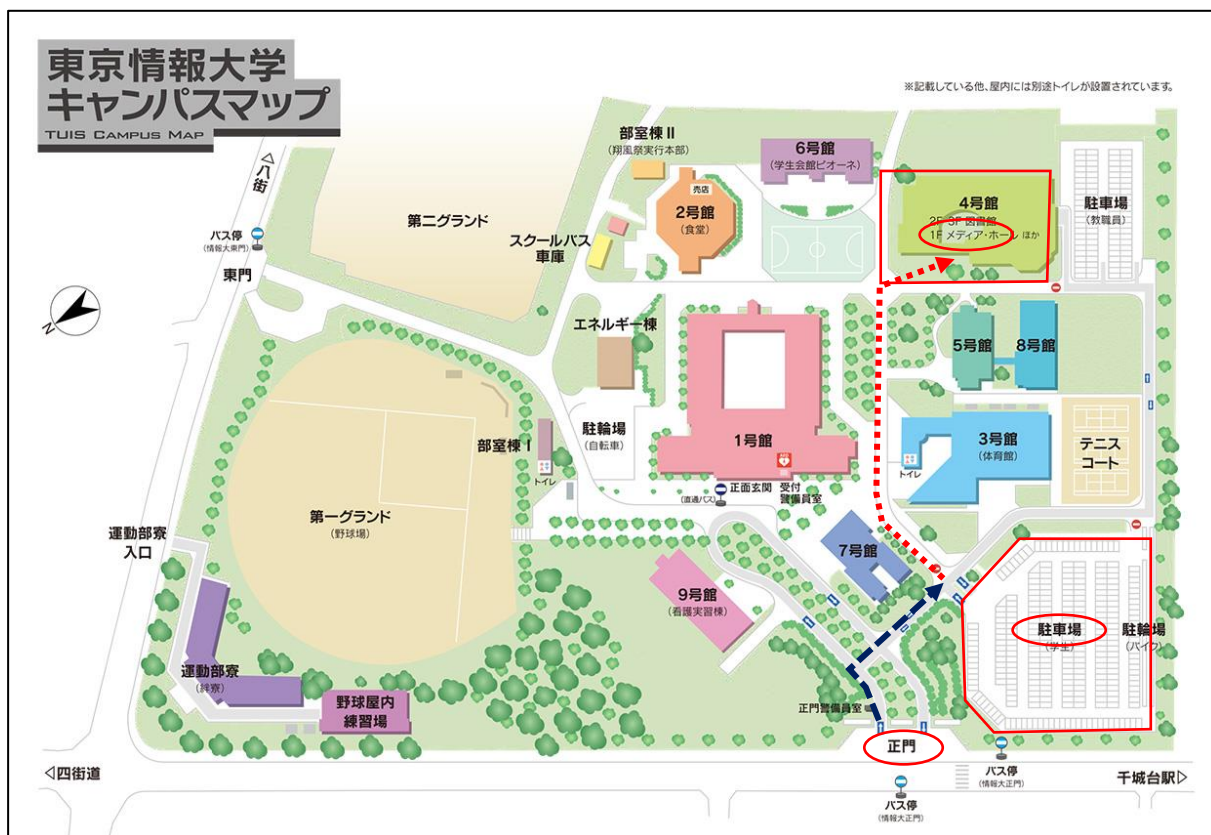 東京情報大学
キャンパスマップ
TUIS CAMPUS MAP
※記載している他、屋内には別途トイレが設置されています。
◁八街
バス停
(情報大東門)
東門
第二グランド
部室棟Ⅱ
(翔風祭実行本部)
スクールバス
車庫
売店
2号館
(食堂)
6号館
(学生会館ビオーネ)
4号館
2F・3F 図書館
1F メディア・ホール ほか
駐車場
(教職員)
N
エネルギー棟
駐輪場
(自転車)
部室棟Ⅰ
トイレ
1号館
正面玄関
受付
警備員室
(直通バス)
5号館
8号館
3号館
(体育館)
トイレ
テニス
コート
第一グランド
(野球場)
運動部寮
入口
7号館
9号館
(看護実習棟)
駐車場
(学生)
駐輪場
(バイク)
運動部寮
(絆寮)
野球屋内
練習場
正門警備員室
正門
◁四街道
バス停
(情報大正門)
バス停
(情報大正門)
千城台駅▷